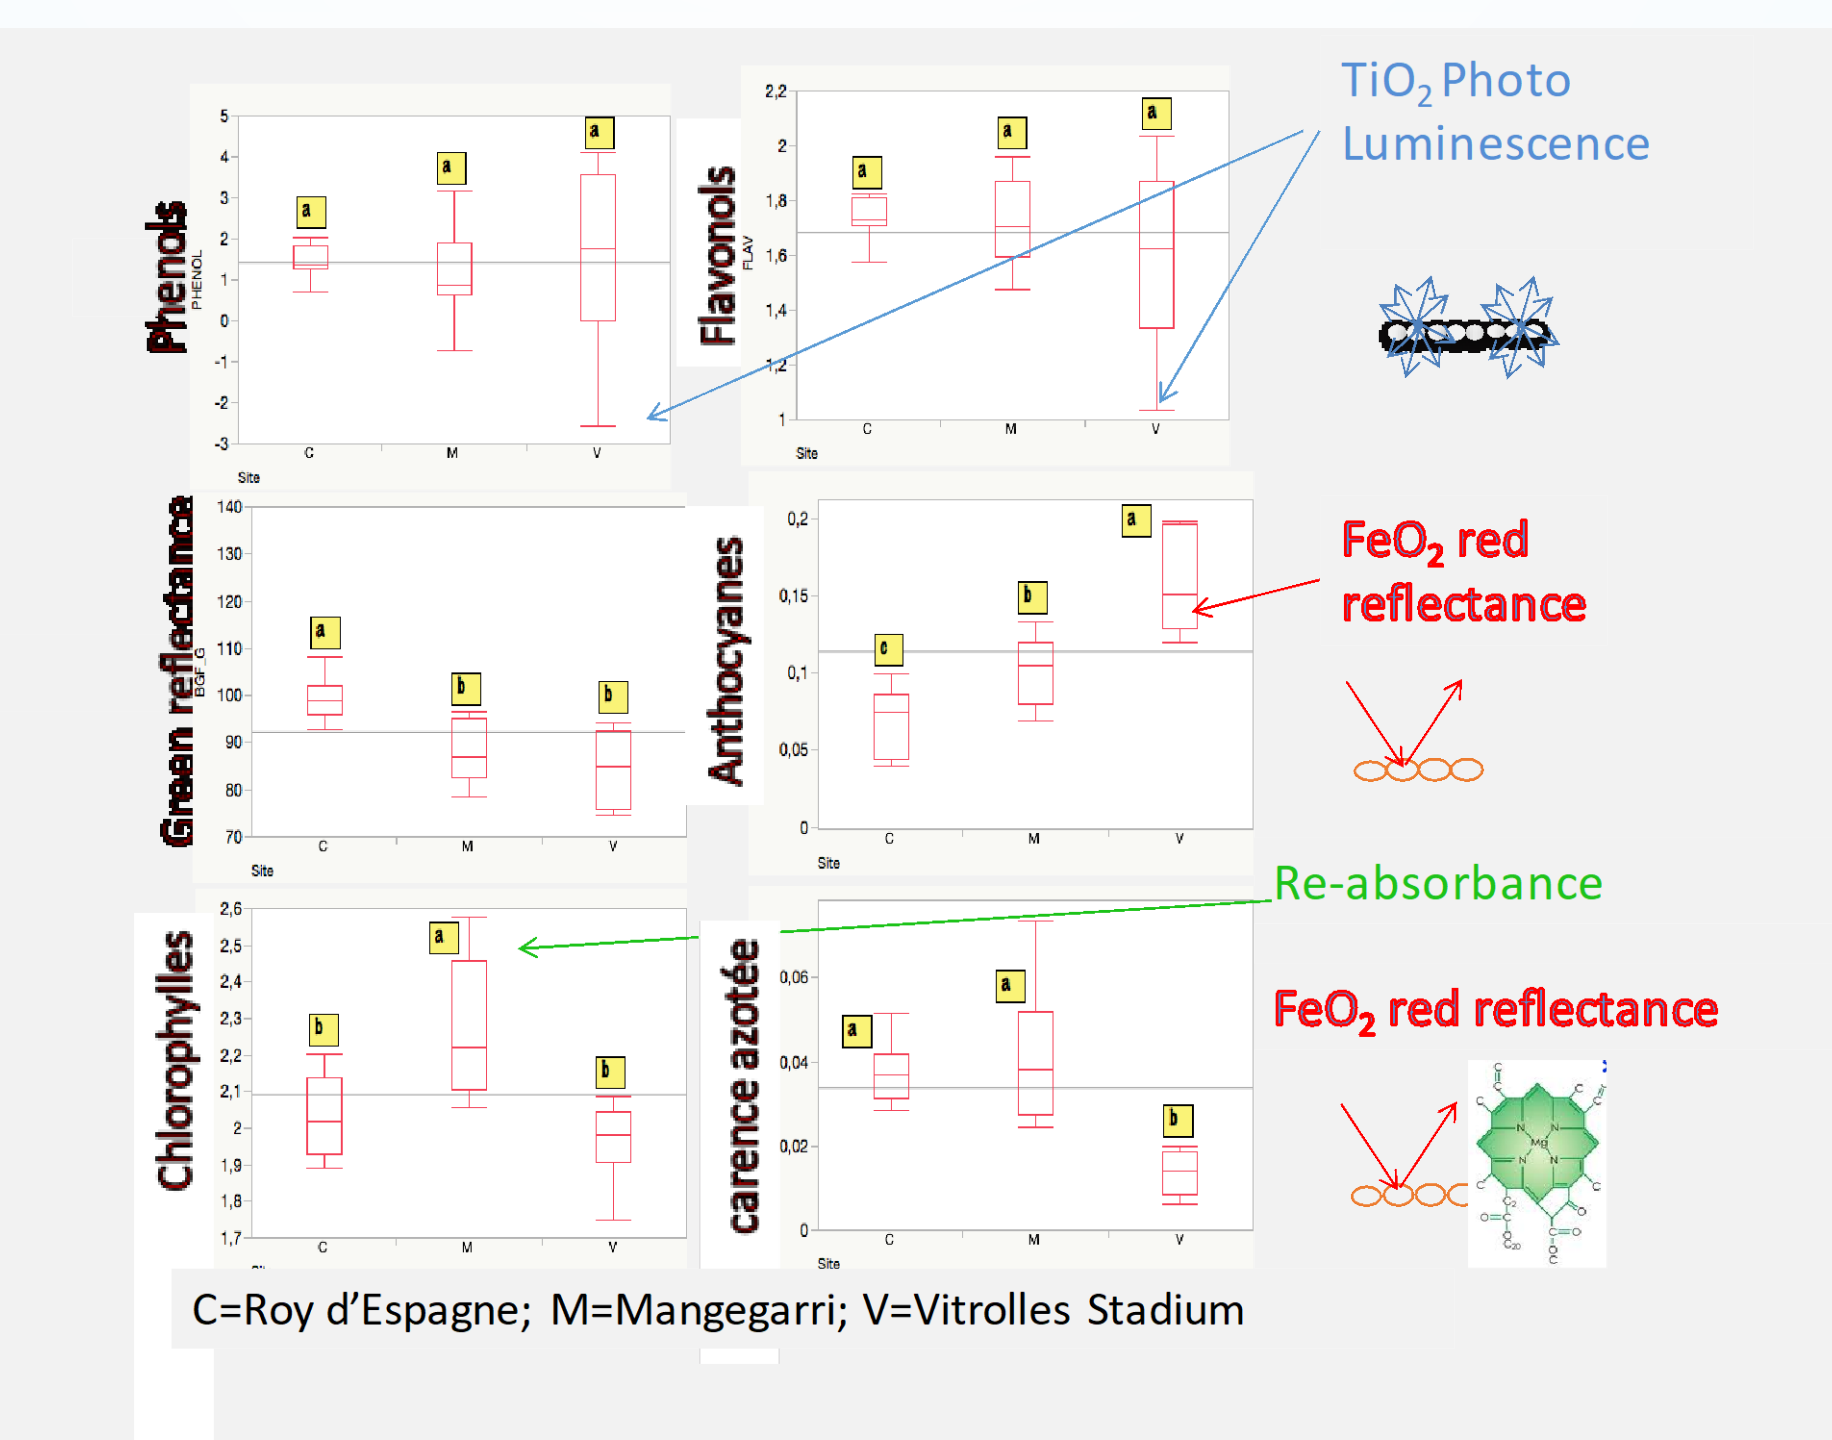 TiO2 Photo
Luminescence
Phenols
PHENOL
5
4
3
2
1
0
-1
-2
-3
a
a
a
C
M
V
Site
Flavonols
FLAV
2,2
2
1,8
1,6
1,4
1,2
1
a
a
a
C
M
V
Site
Green reflectance
BGF_G
140
130
120
110
100
90
80
70
a
b
b
C
M
V
Site
Anthocyanes
0,2
0,15
0,1
0,05
0
c
b
a
C
M
V
Site
FeO2 red
reflectance
Chlorophylles
2,6
2,5
2,4
2,3
2,2
2,1
2
1,9
1,8
1,7
b
a
b
C
M
V
carence azotée
0,06
0,04
0,02
0
a
a
b
C
M
V
Site
Re-absorbance
FeO2 red reflectance
C
C
C
C
C
N
N
Mg
N
N
C
C
C2
O=C
O
C20
O
C=O
O
C
C=Roy d’Espagne; M=Mangegarri; V=Vitrolles Stadium